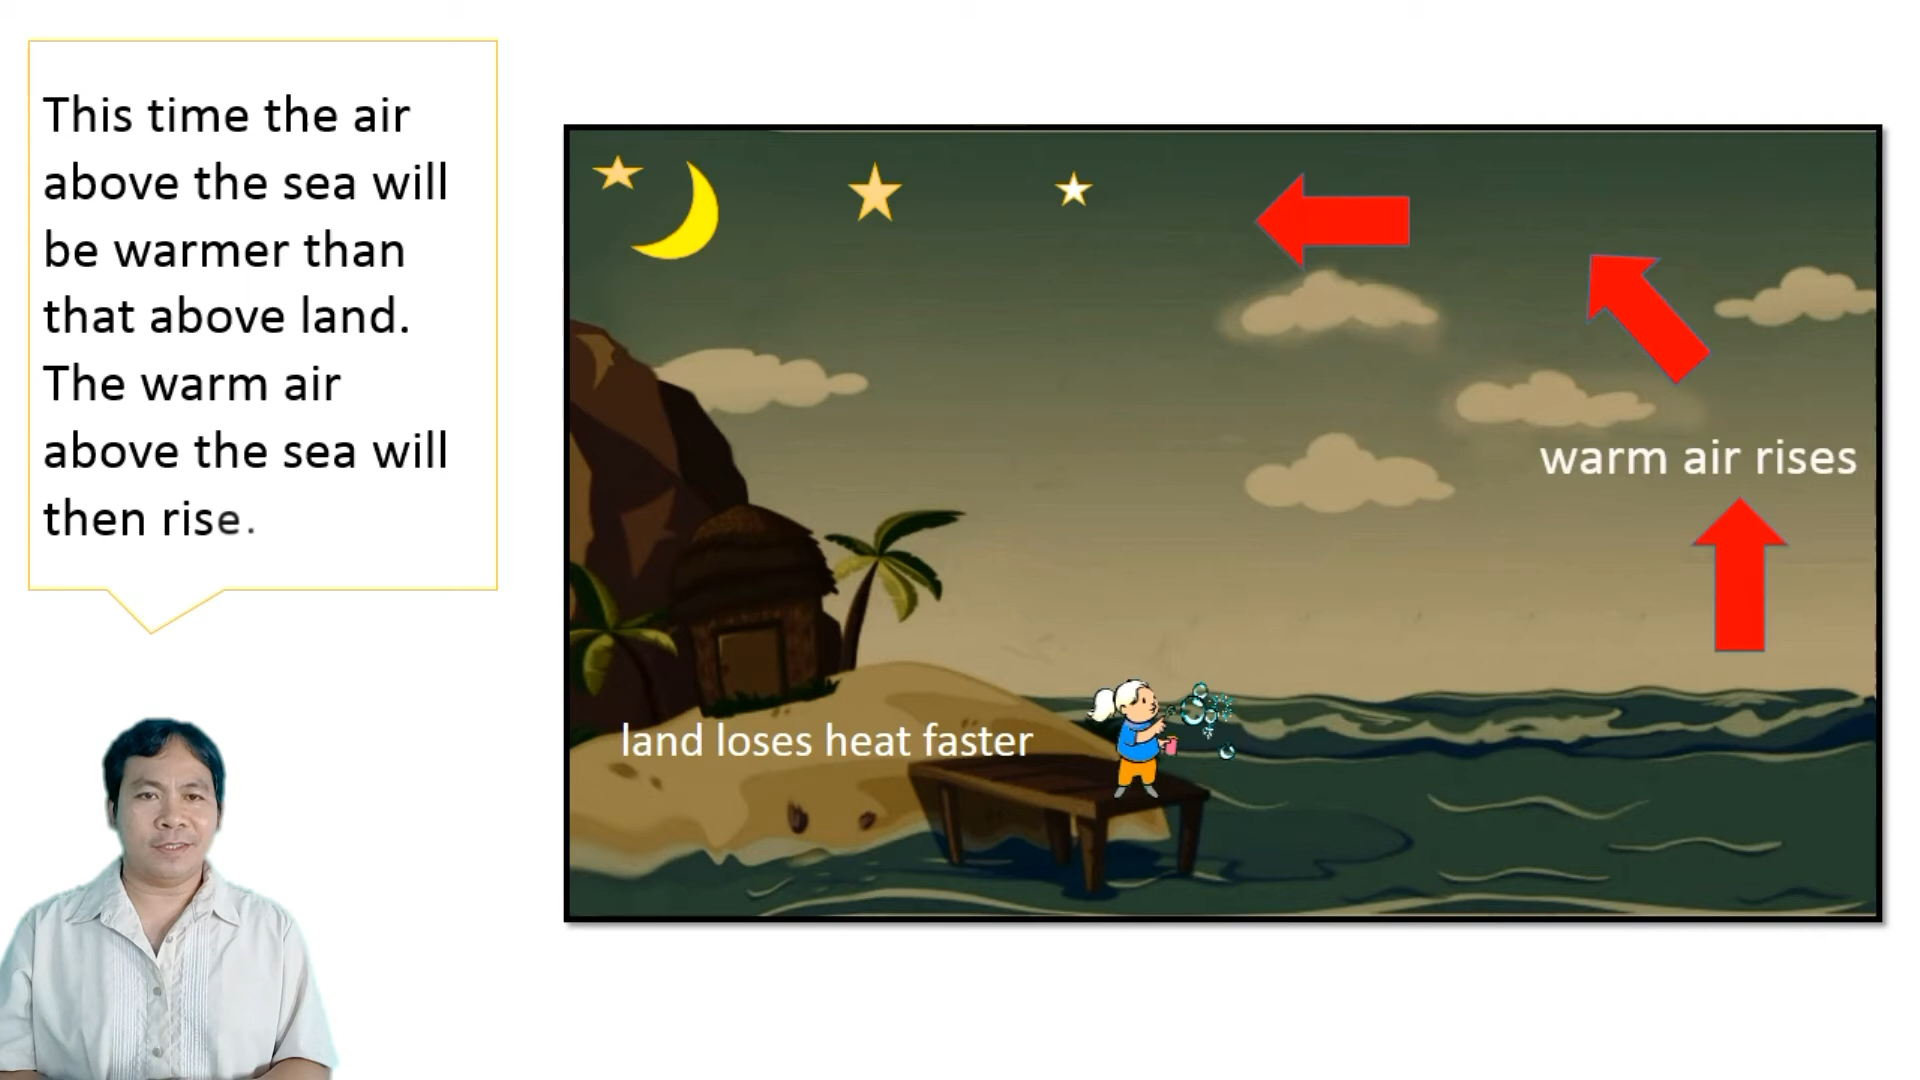 This time the air
above the sea will
be warmer than
that above land.
The warm air
above the sea will
then rise.
warm air rises
land loses heat faster